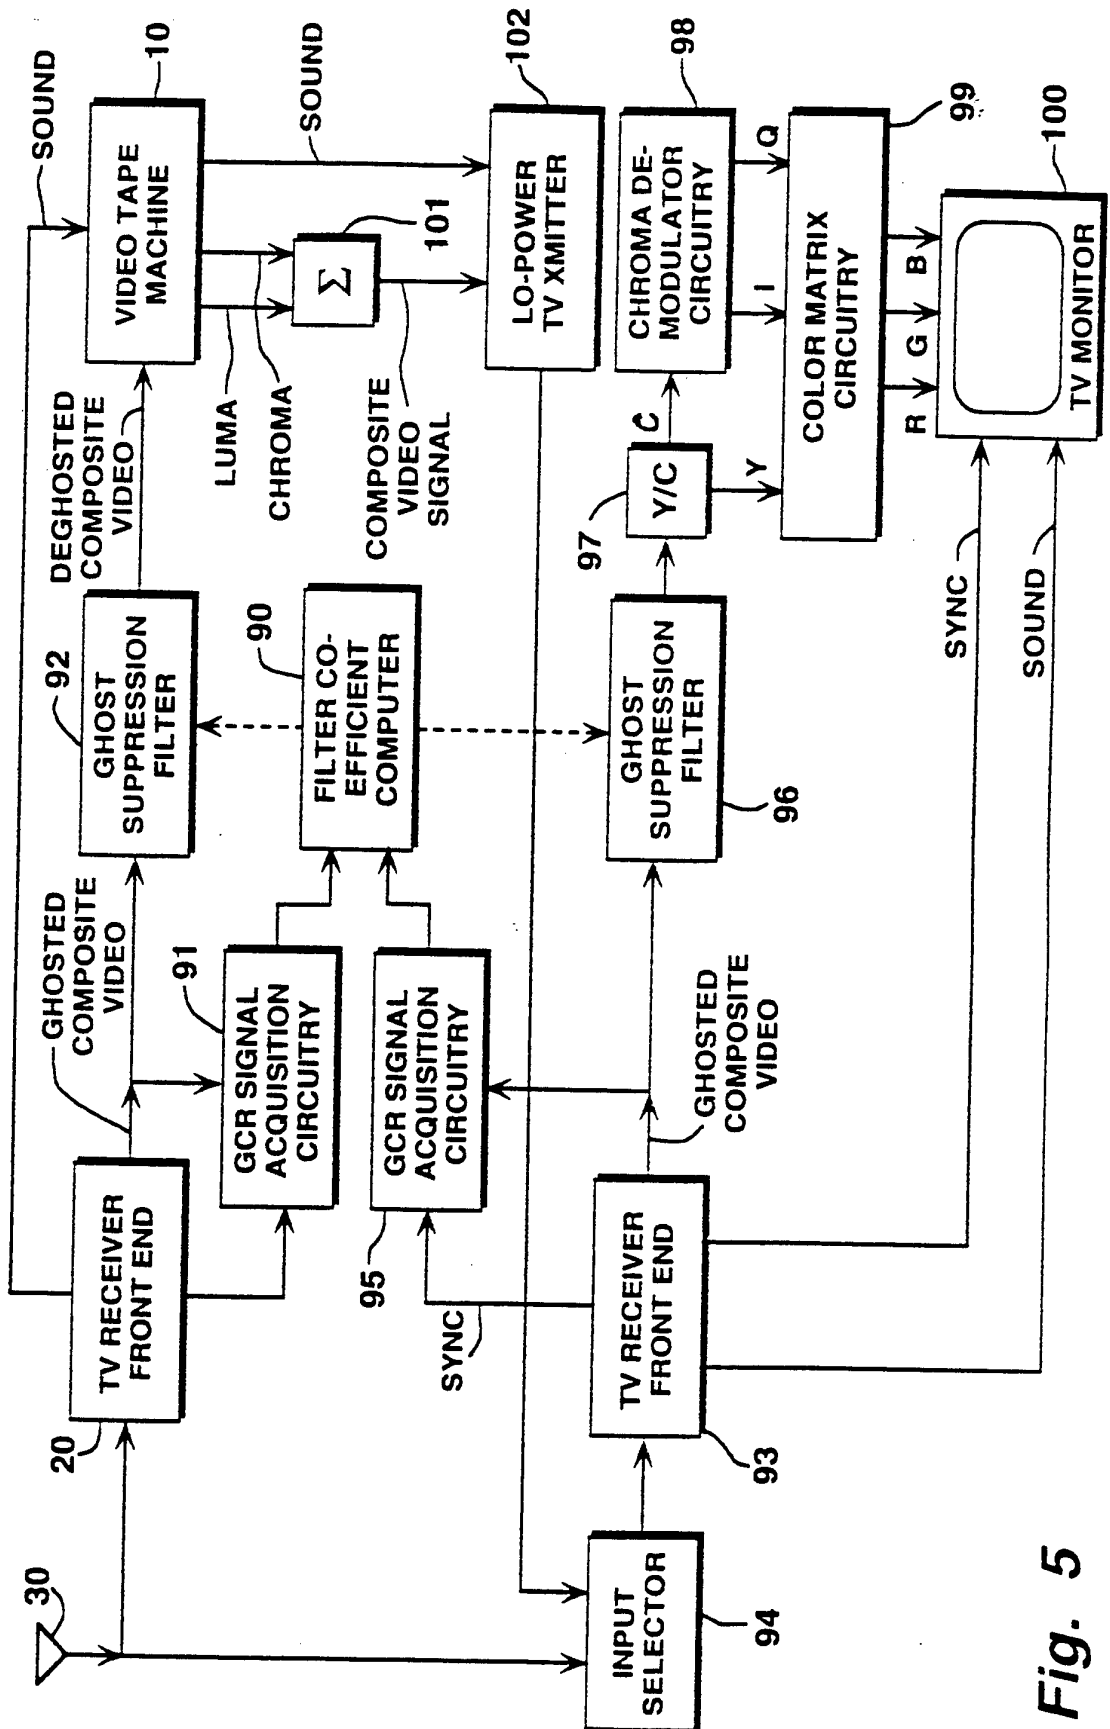 30
20
TV RECEIVER
FRONT END
GHOSTED
COMPOSITE
VIDEO
92
GHOST
SUPPRESSION
FILTER
DEGHOSTED
COMPOSITE
VIDEO
SOUND
10
VIDEO TAPE
MACHINE
91
GCR SIGNAL
ACQUISITION
CIRCUITRY
90
FILTER CO-
EFFICIENT
COMPUTER
LUMA
CHROMA
101
Σ
SOUND
COMPOSITE
VIDEO
SIGNAL
95
GCR SIGNAL
ACQUISITION
CIRCUITRY
SYNC
LO-POWER
TV XMITTER
102
INPUT
SELECTOR
94
TV RECEIVER
FRONT END
93
GHOSTED
COMPOSITE
VIDEO
GHOST
SUPPRESSION
FILTER
96
97
Y/C
C
Y
CHROMA DE-
MODULATOR
CIRCUITRY
98
I
Q
COLOR MATRIX
CIRCUITRY
99
R
G
B
SYNC
SOUND
TV MONITOR
100
Fig. 5